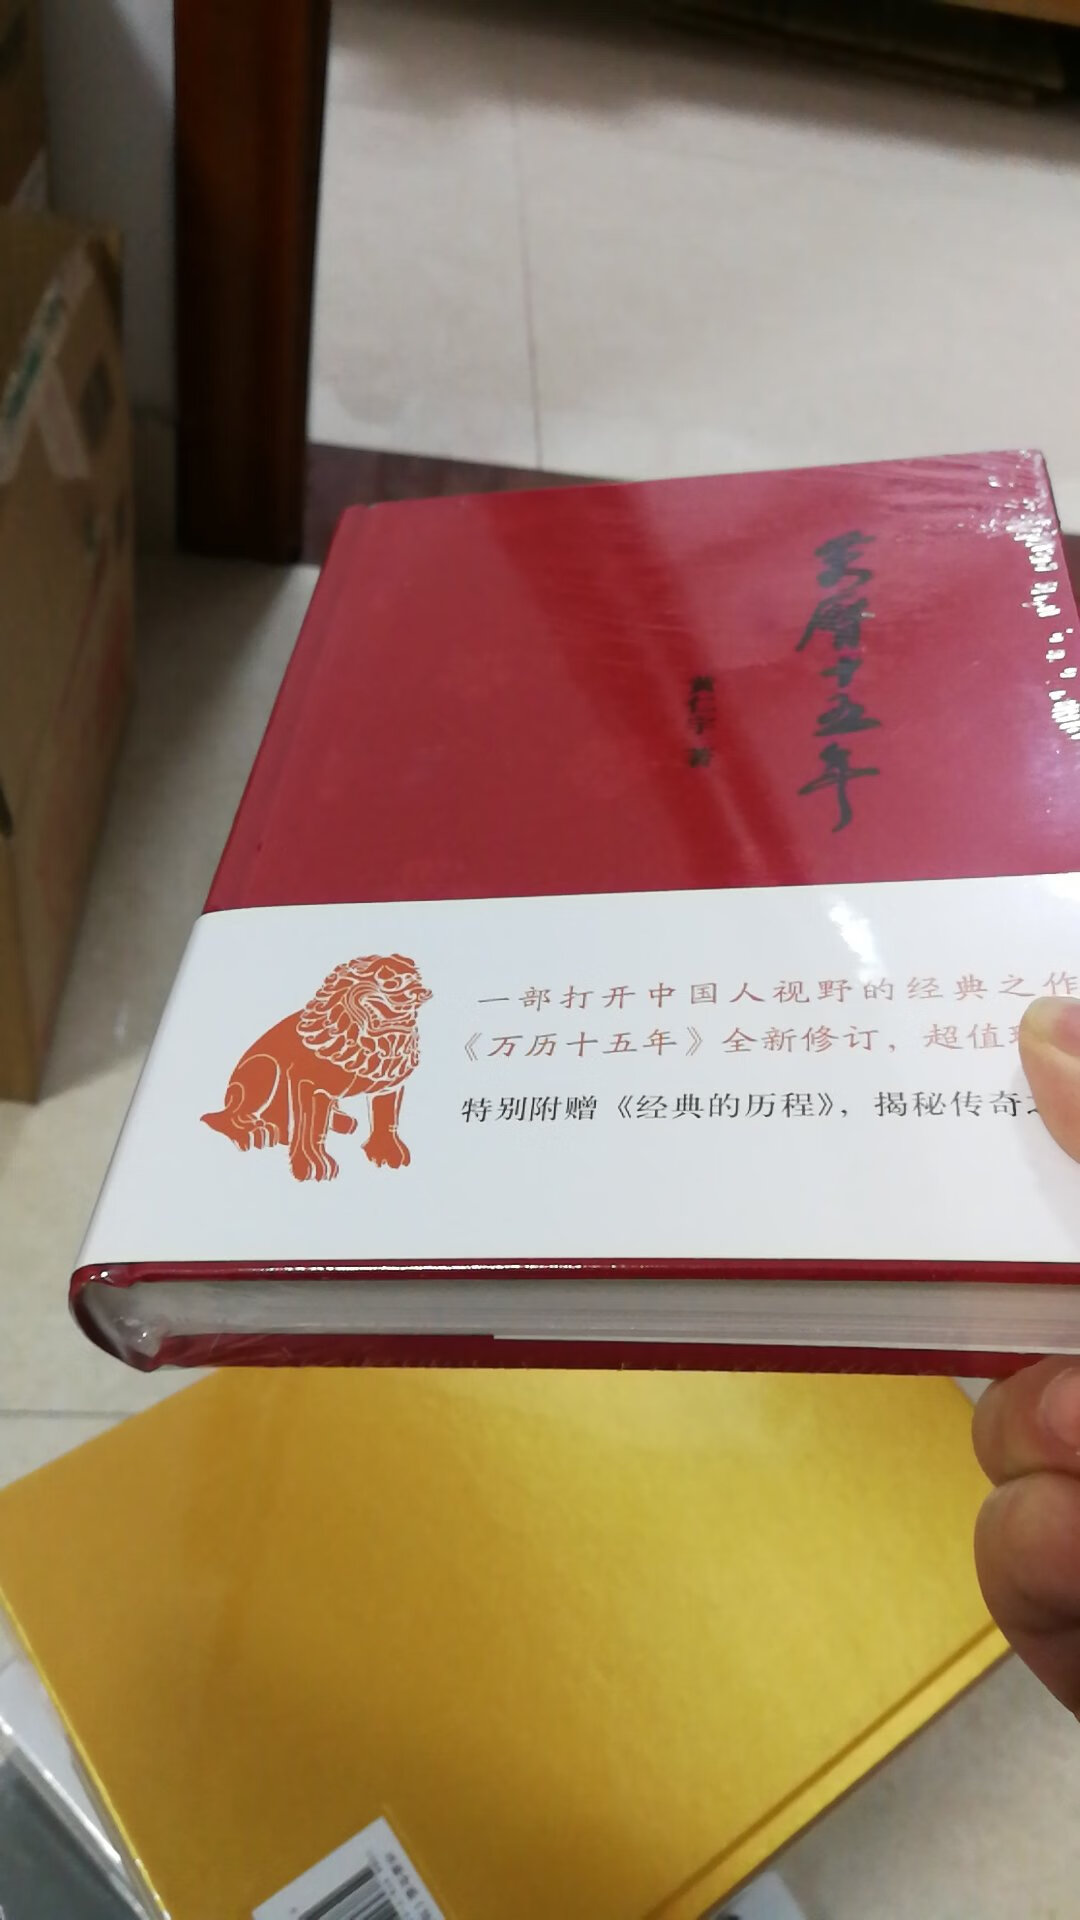 萬曆十五年
黄仁宇 著
一部打开中国人视野的经典之作
《万历十五年》全新修订，超值
特别附赠《经典的历程》，揭秘传奇